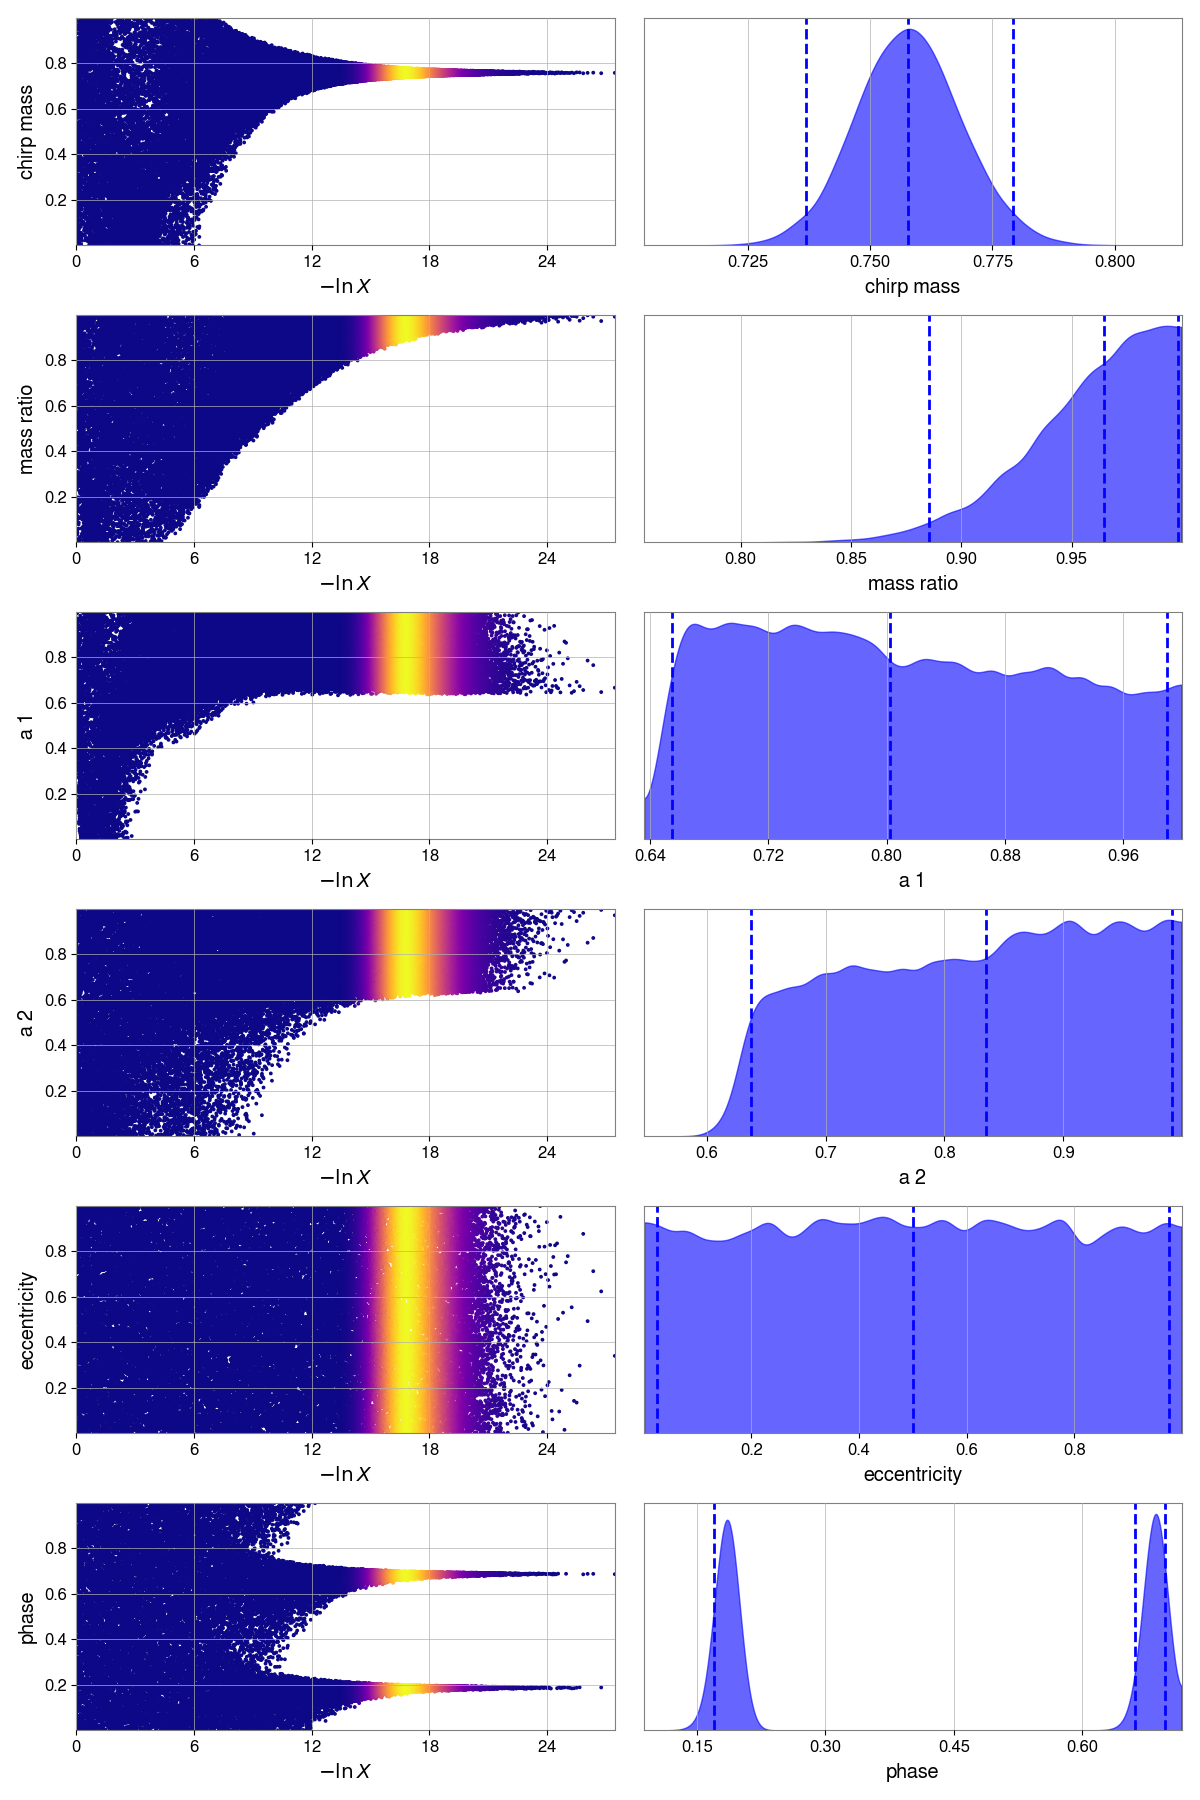 0.8
0.6
0.4
0.2
chirp mass
0 6 12 18 24
−ln X
0.725 0.750 0.775 0.800
chirp mass
0.8
0.6
0.4
0.2
mass ratio
0 6 12 18 24
−ln X
0.80 0.85 0.90 0.95
mass ratio
0.8
0.6
0.4
0.2
a 1
0 6 12 18 24
−ln X
0.64 0.72 0.80 0.88 0.96
a 1
0.8
0.6
0.4
0.2
a 2
0 6 12 18 24
−ln X
0.6 0.7 0.8 0.9
a 2
0.8
0.6
0.4
0.2
eccentricity
0 6 12 18 24
−ln X
0.2 0.4 0.6 0.8
eccentricity
0.8
0.6
0.4
0.2
phase
0 6 12 18 24
−ln X
0.15 0.30 0.45 0.60
phase